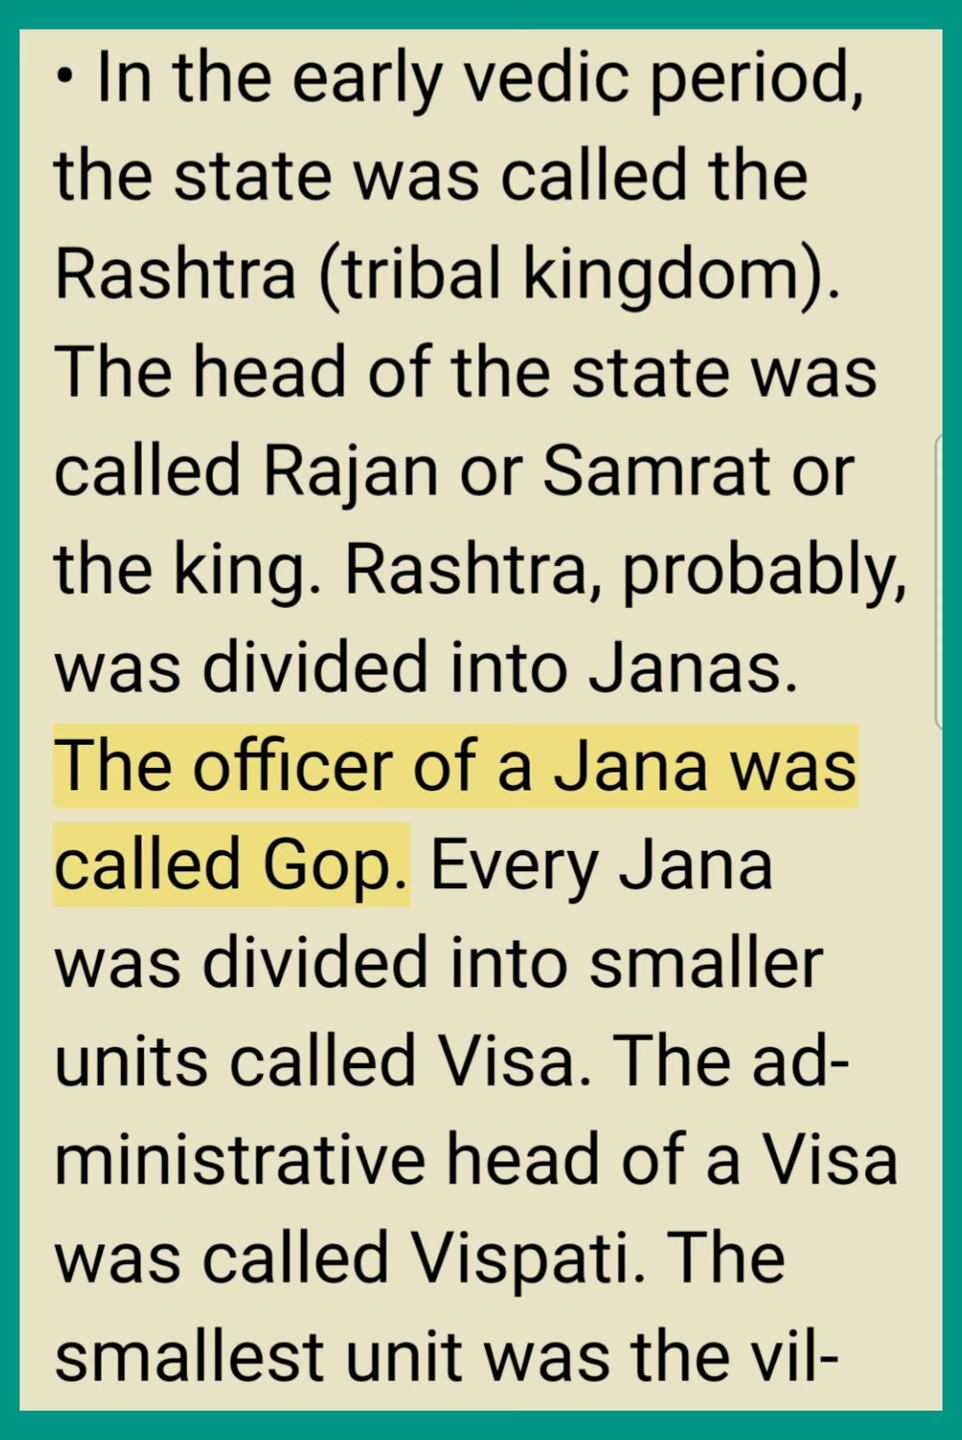 • In the early vedic period,
the state was called the
Rashtra (tribal kingdom).
The head of the state was
called Rajan or Samrat or
the king. Rashtra, probably,
was divided into Janas.
The officer of a Jana was
called Gop. Every Jana
was divided into smaller
units called Visa. The ad-
ministrative head of a Visa
was called Vispati. The
smallest unit was the vil-